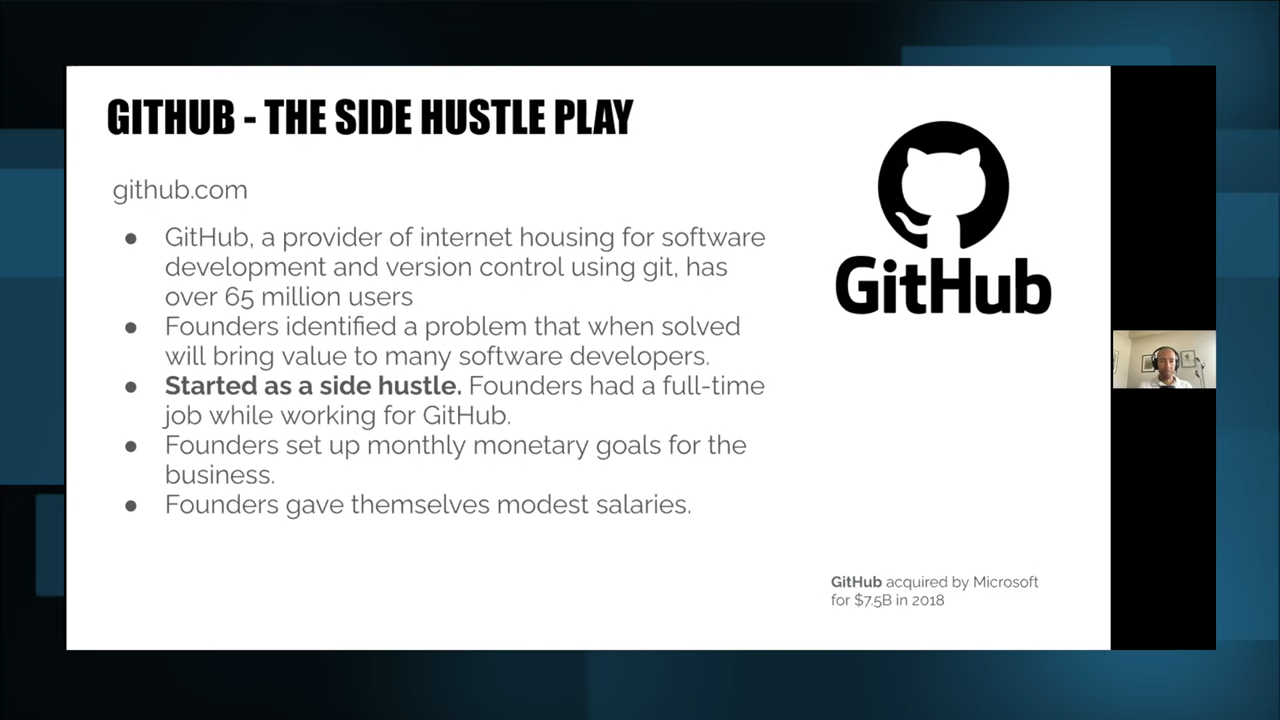 GITHUB - THE SIDE HUSTLE PLAY
github.com
● GitHub, a provider of internet housing for software
development and version control using git, has
over 65 million users
● Founders identified a problem that when solved
will bring value to many software developers.
● Started as a side hustle. Founders had a full-time
job while working for GitHub.
● Founders set up monthly monetary goals for the
business.
● Founders gave themselves modest salaries.
GitHub
GitHub acquired by Microsoft
for $7.5B in 2018